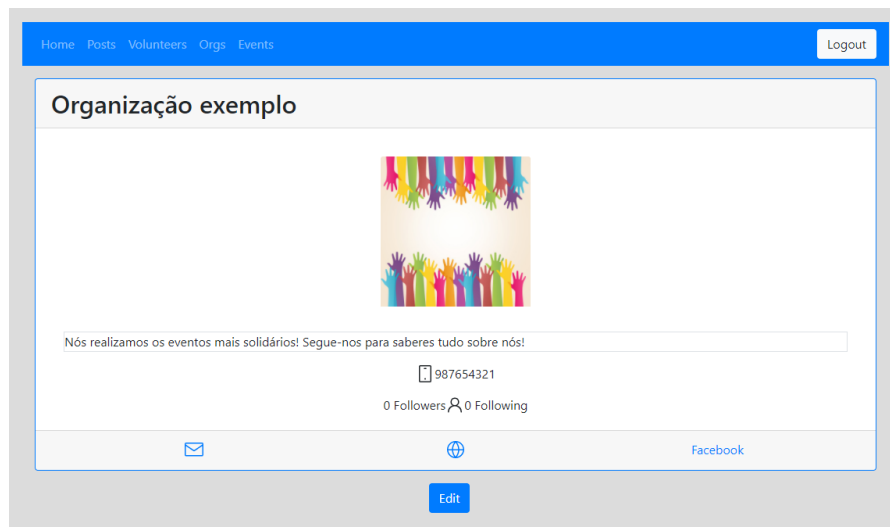 Home Posts Volunteers Orgs Events Logout
Organização exemplo
Nós realizamos os eventos mais solidários! Segue-nos para saberes tudo sobre nós!
987654321
0 Followers 0 Following
Facebook
Edit